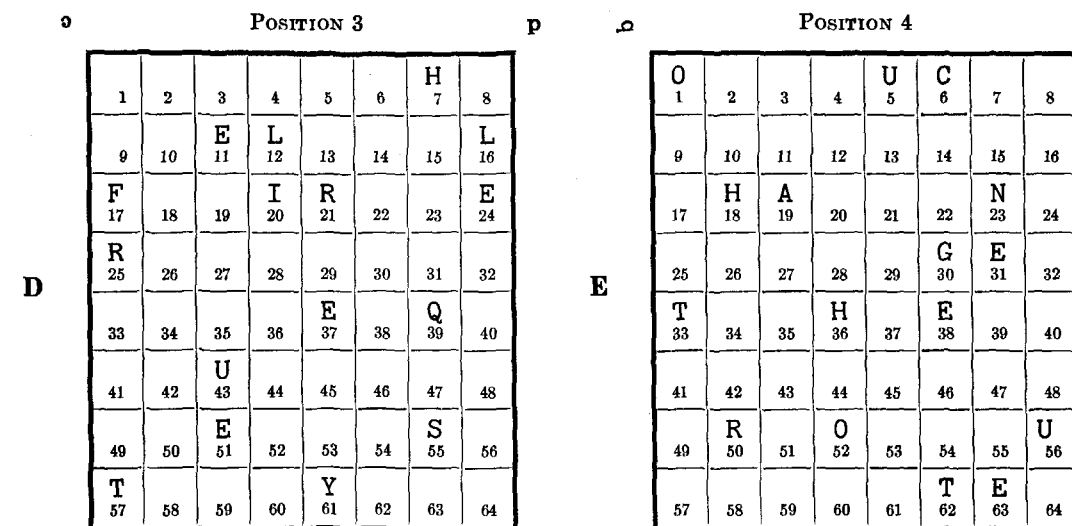 c POSITION 3 d
H
1 2 3 4 5 6 7 8
E L L
9 10 11 12 13 14 15 16
F I R E
17 18 19 20 21 22 23 24
R
25 26 27 28 29 30 31 32
D
E Q
33 34 35 36 37 38 39 40
U
41 42 43 44 45 46 47 48
E S
49 50 51 52 53 54 55 56
T Y
57 58 59 60 61 62 63 64
POSITION 4
O U C
1 2 3 4 5 6 7 8
9 10 11 12 13 14 15 16
H A N
17 18 19 20 21 22 23 24
G E
25 26 27 28 29 30 31 32
E
T H E
33 34 35 36 37 38 39 40
41 42 43 44 45 46 47 48
R O U
49 50 51 52 53 54 55 56
T E
57 58 59 60 61 62 63 64